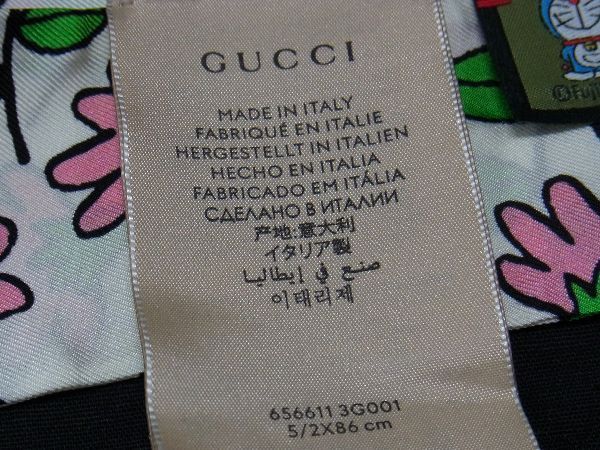 GUCCI
MADE IN ITALY
FABRIQUÉ EN ITALIE
HERGESTELLT IN ITALIEN
HECHO EN ITALIA
FABRICADO EM ITÁLIA
СДЕЛАНО В ИТАЛИИ
产地:意大利
イタリア製
صنع في إيطاليا
이태리제
656611 3G001
5/2X86 cm